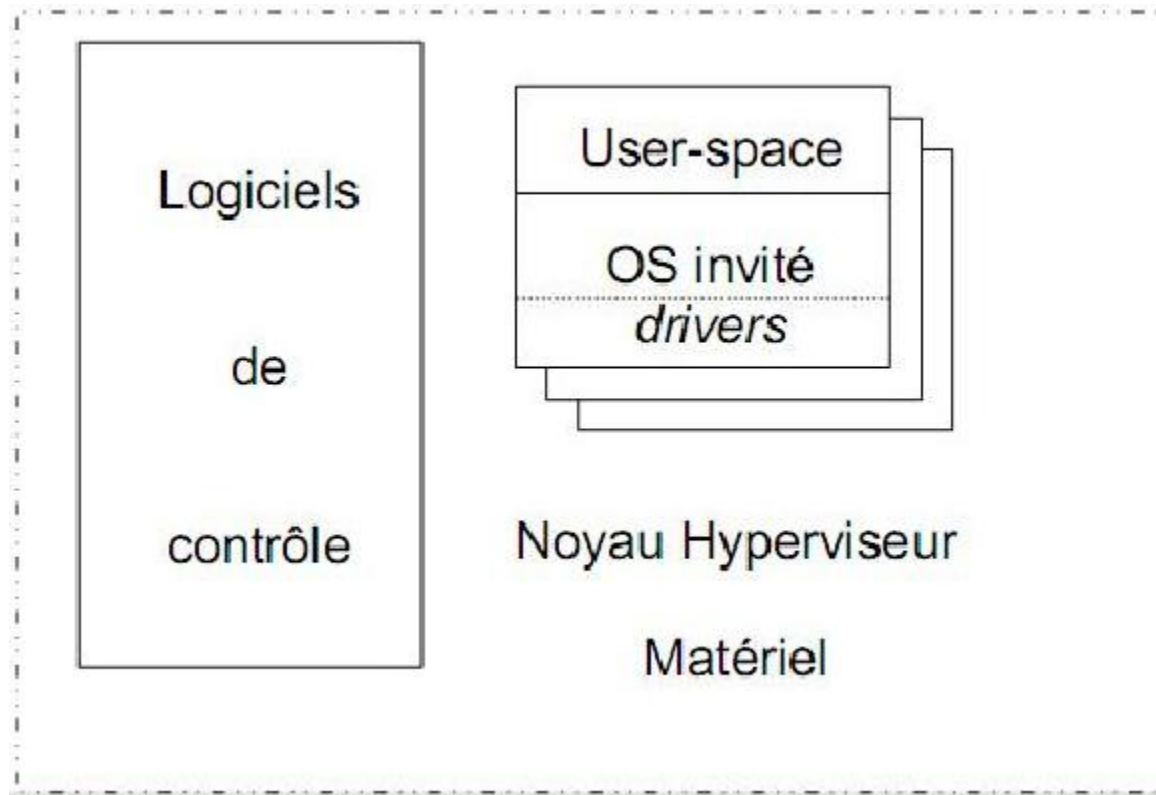 Logiciels
de
contrôle
User-space
OS invité
drivers
Noyau Hyperviseur
Matériel